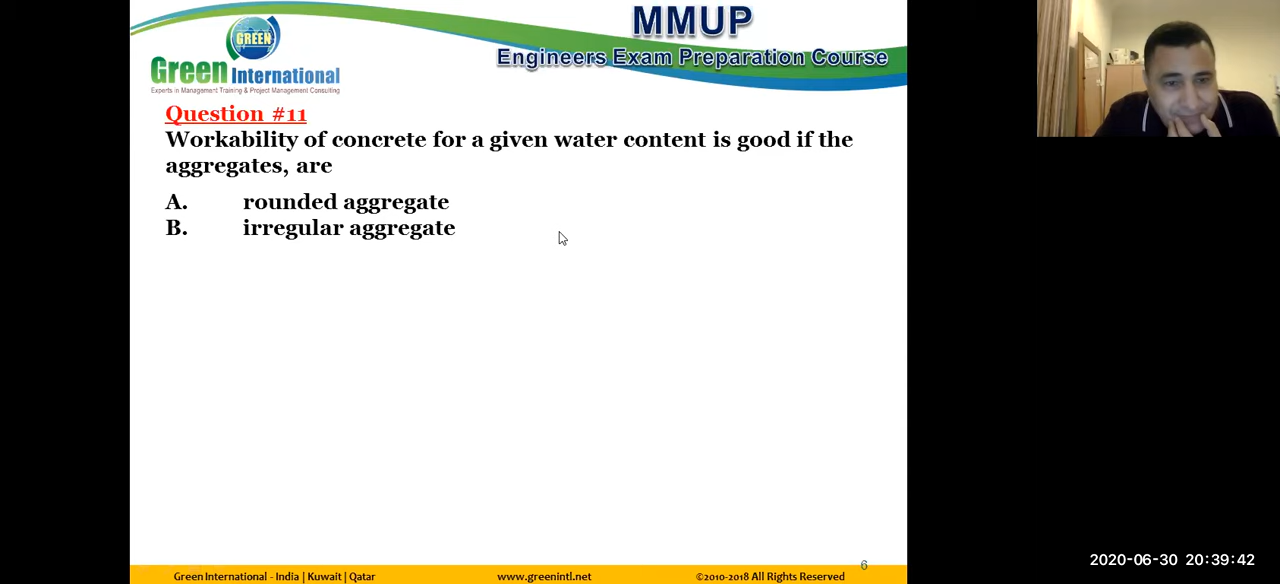 MMUP
Engineers Exam Preparation Course
GREEN
Green International
Experts in Management Training & Project Management Consulting
Question #11
Workability of concrete for a given water content is good if the
aggregates, are
A. rounded aggregate
B. irregular aggregate
6
Green International - India | Kuwait | Qatar www.greenintl.net ©2010-2018 All Rights Reserved
2020-06-30 20:39:42